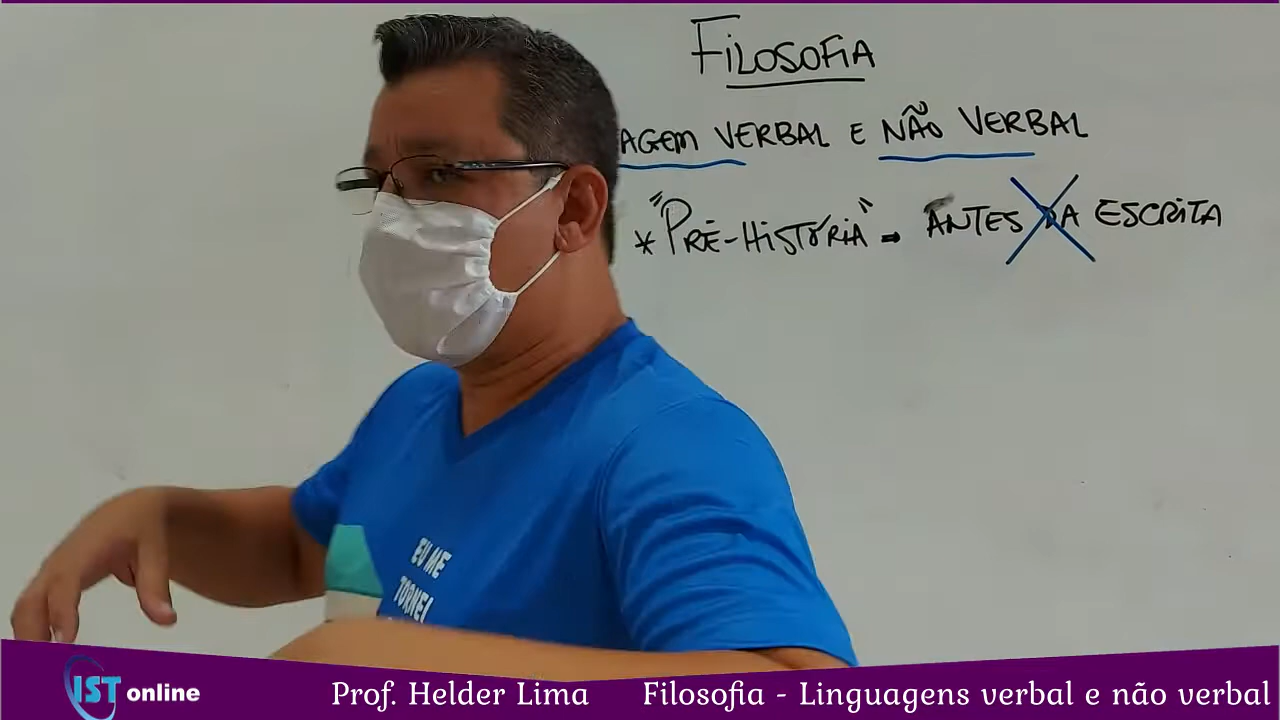 FILOSOFIA
AGEM VERBAL E NÃO VERBAL
* "PRÉ-HISTÓRIA" → ANTES DA ESCRITA
EU ME
TORNEI
IST online
Prof. Helder Lima
Filosofia - Linguagens verbal e não verbal